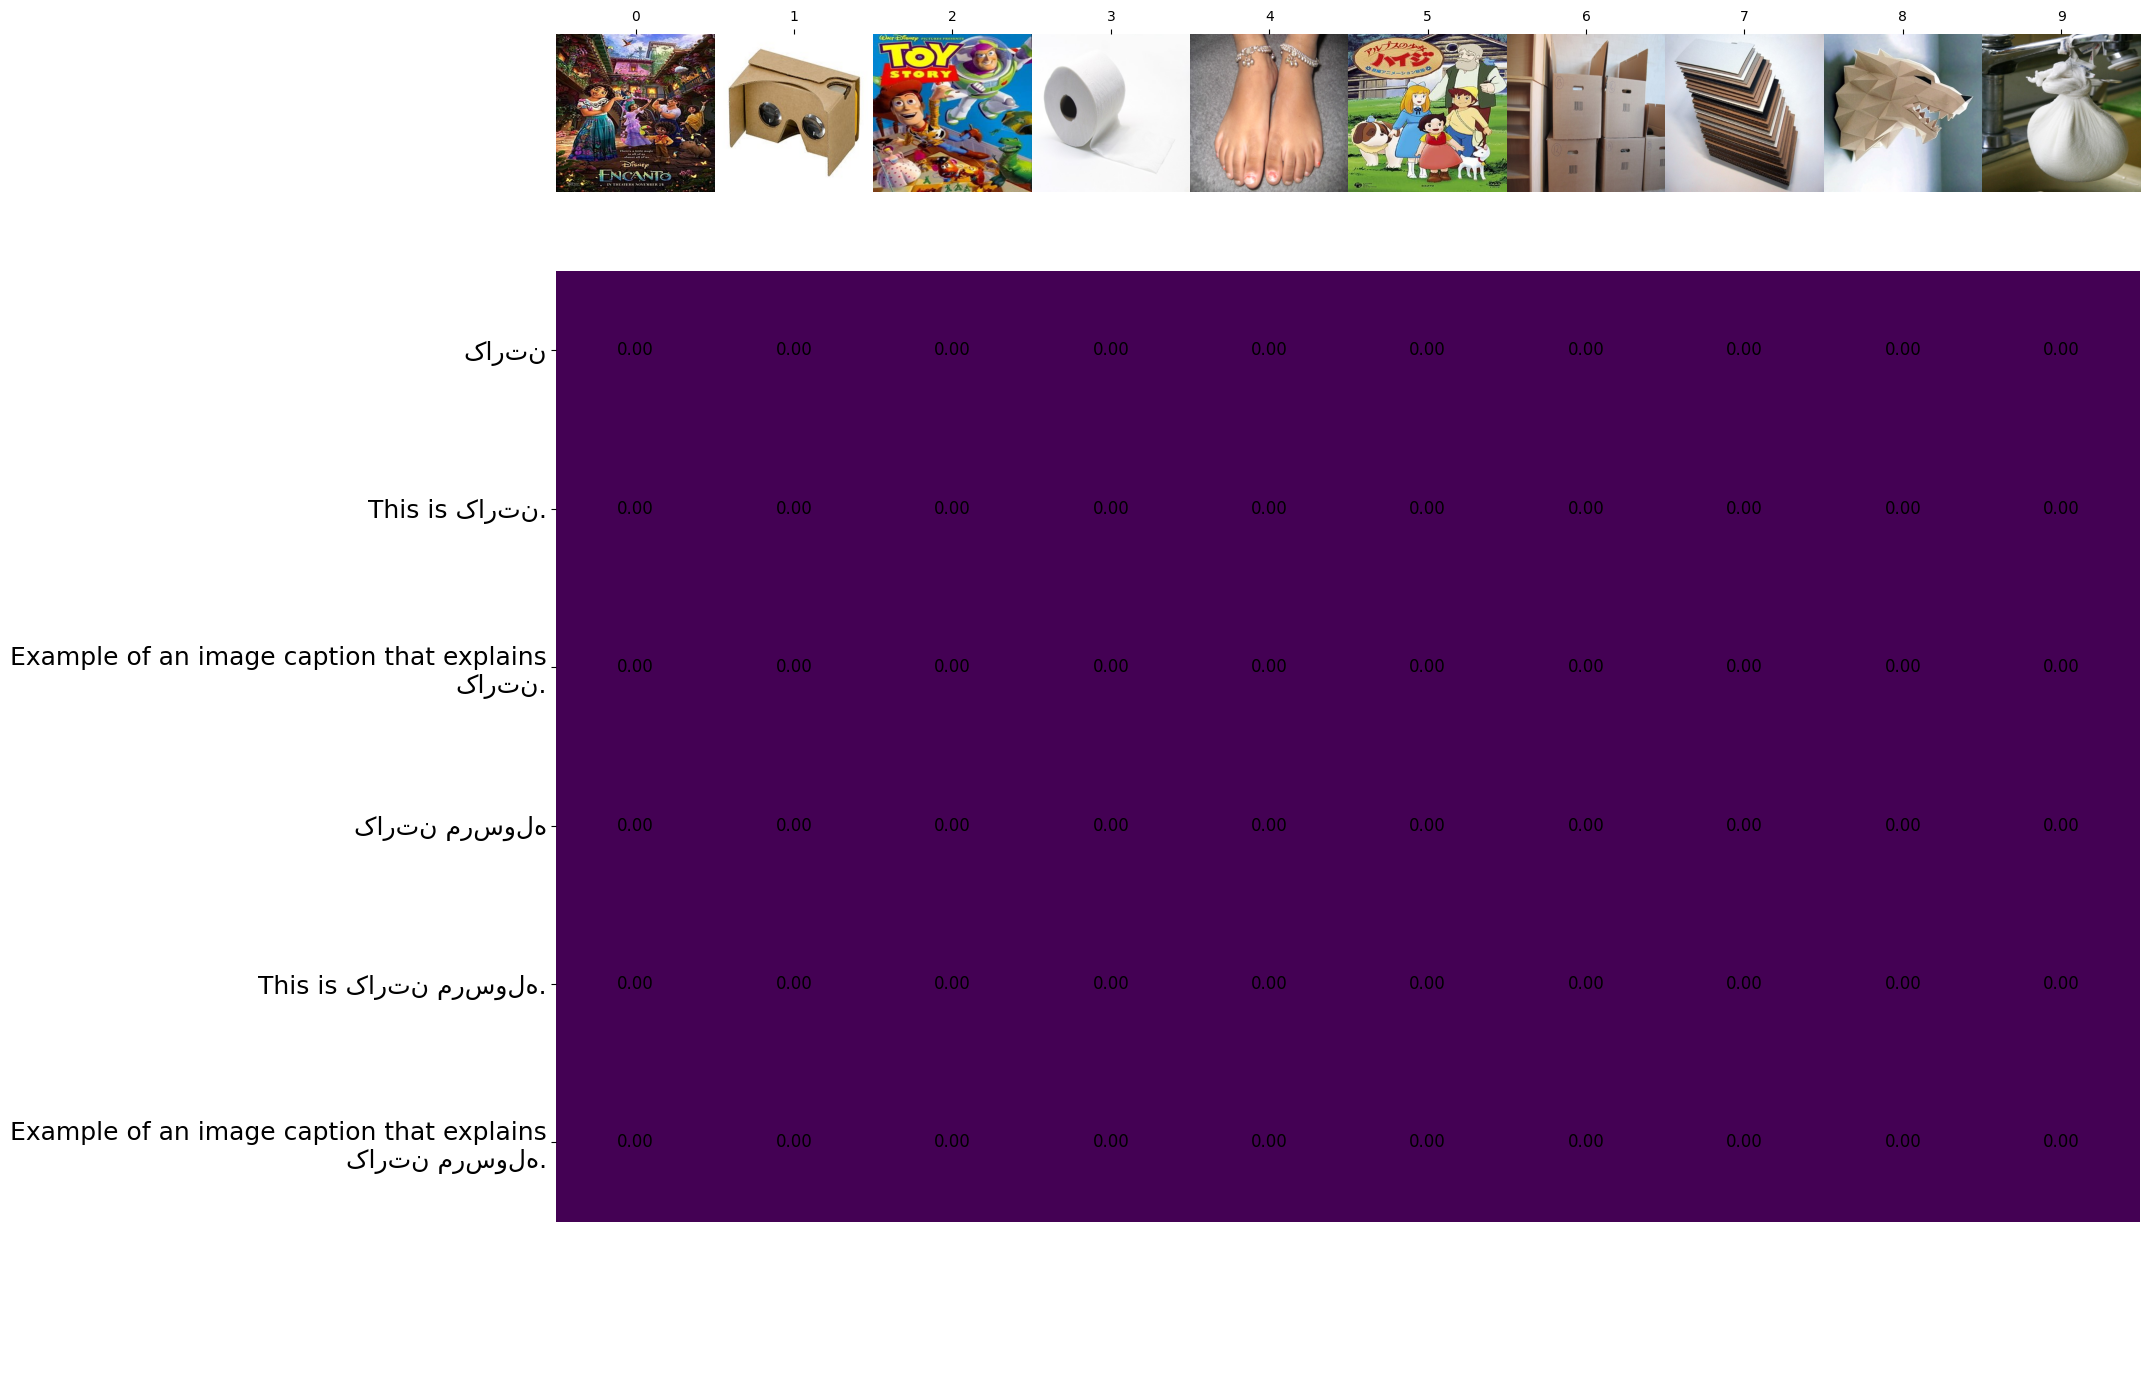 0 1 2 3 4 5 6 7 8 9
WALT DISNEY PICTURES PRESENTS
TOY
STORY
アルプスの少女
ハイジ
DISNEY
ENCANTO
IN THEATERS NOVEMBER 24
کارتن
0.00 0.00 0.00 0.00 0.00 0.00 0.00 0.00 0.00 0.00
This is کارتن.
0.00 0.00 0.00 0.00 0.00 0.00 0.00 0.00 0.00 0.00
Example of an image caption that explains
کارتن.
0.00 0.00 0.00 0.00 0.00 0.00 0.00 0.00 0.00 0.00
کارتن مرسوله
0.00 0.00 0.00 0.00 0.00 0.00 0.00 0.00 0.00 0.00
This is کارتن مرسوله.
0.00 0.00 0.00 0.00 0.00 0.00 0.00 0.00 0.00 0.00
Example of an image caption that explains
کارتن مرسوله.
0.00 0.00 0.00 0.00 0.00 0.00 0.00 0.00 0.00 0.00